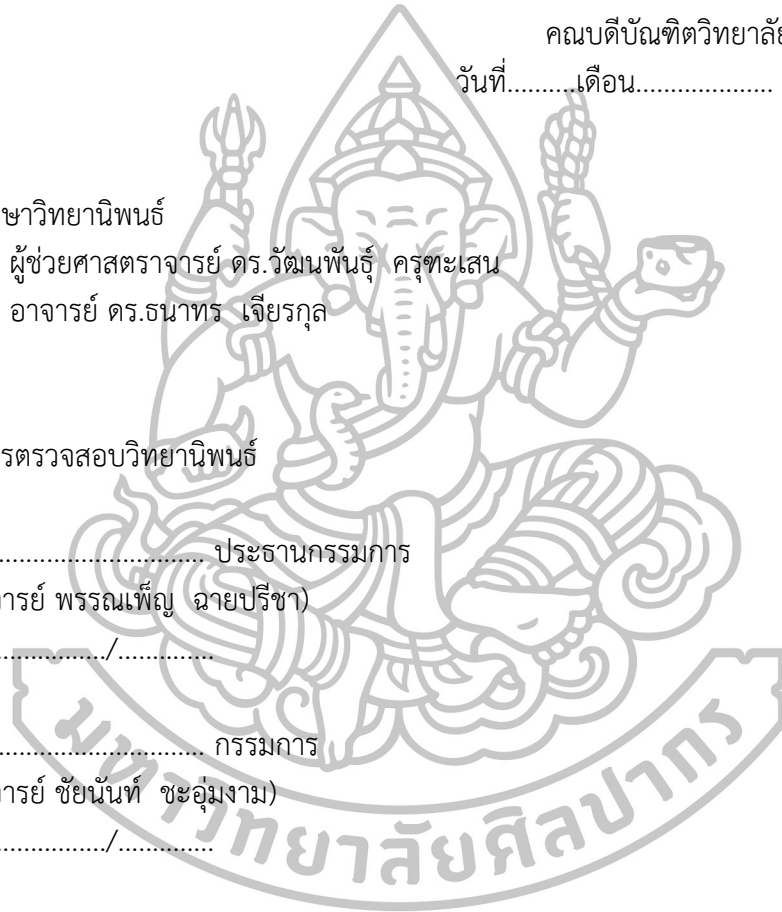 คณบดีบัณฑิตวิทยาลัย
วันที่..........เดือน...................
ษาวิทยานิพนธ์
ผู้ช่วยศาสตราจารย์ ดร.วัฒนพันธุ์ ครุฑะเสน
อาจารย์ ดร.ธนาทร เจียรกุล
รตรวจสอบวิทยานิพนธ์
............................. ประธานกรรมการ
ารย์ พรรณเพ็ญ ฉายปรีชา)
................/..............
............................. กรรมการ
ารย์ ชัยนันท์ ชะอุ่มงาม)
................/..............
มหาวิทยาลัยศิลปากร